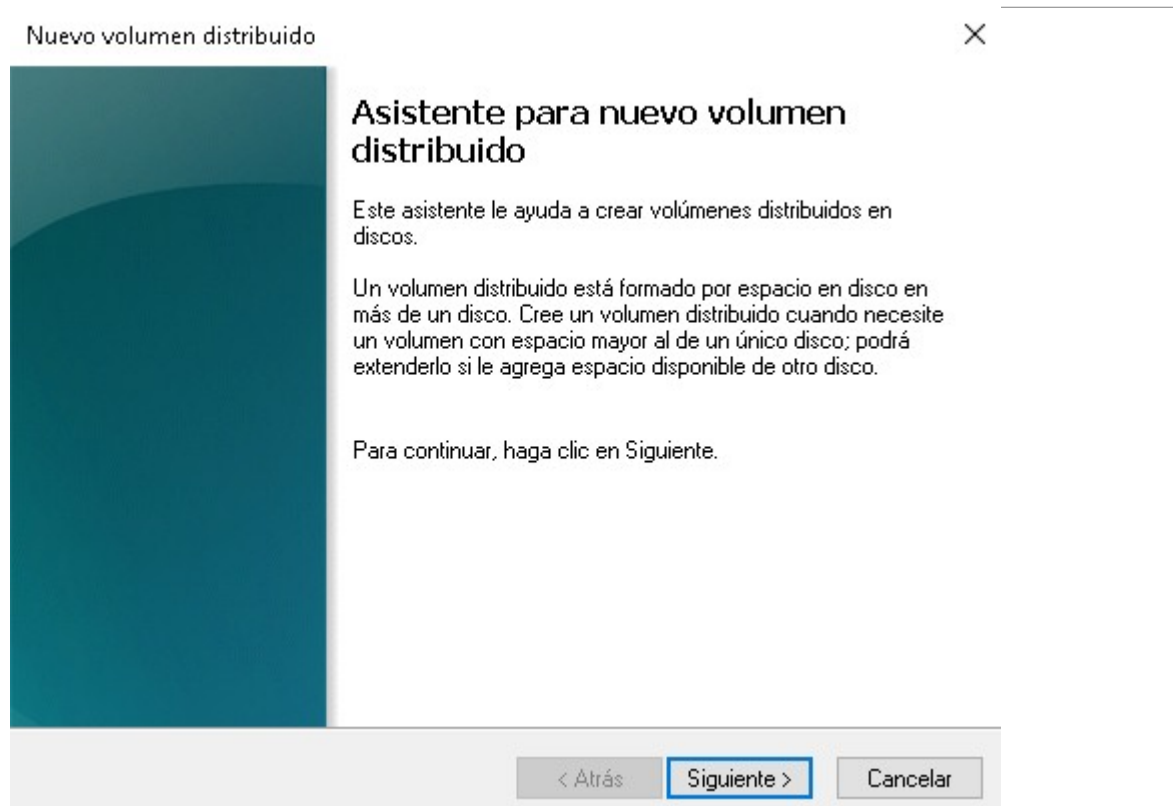 Nuevo volumen distribuido
Asistente para nuevo volumen
distribuido
Este asistente le ayuda a crear volúmenes distribuidos en
discos.
Un volumen distribuido está formado por espacio en disco en
más de un disco. Cree un volumen distribuido cuando necesite
un volumen con espacio mayor al de un único disco; podrá
extenderlo si le agrega espacio disponible de otro disco.
Para continuar, haga clic en Siguiente.
< Atrás Siguiente > Cancelar